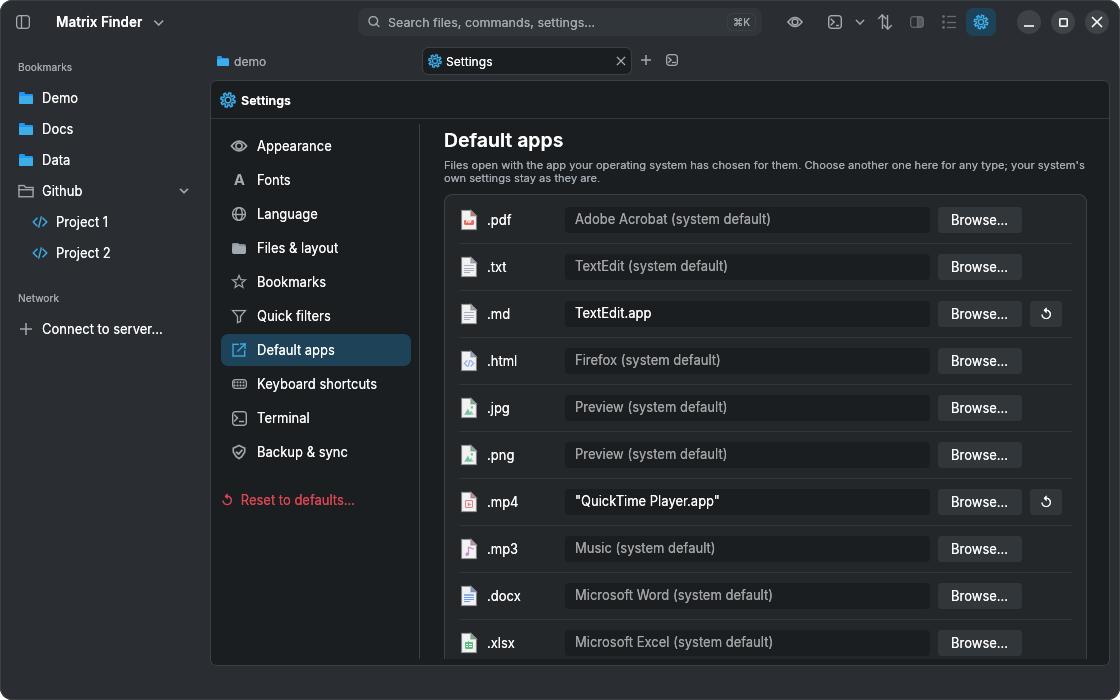 Matrix Finder
Search files, commands, settings...
⌘K
Bookmarks
Demo
Docs
Data
Github
Project 1
Project 2
Network
Connect to server...
demo
Settings
Settings
Appearance
Fonts
Language
Files & layout
Bookmarks
Quick filters
Default apps
Keyboard shortcuts
Terminal
Backup & sync
Reset to defaults...
Default apps
Files open with the app your operating system has chosen for them. Choose another one here for any type; your system's
own settings stay as they are.
.pdf Adobe Acrobat (system default) Browse...
.txt TextEdit (system default) Browse...
.md TextEdit.app Browse...
.html Firefox (system default) Browse...
.jpg Preview (system default) Browse...
.png Preview (system default) Browse...
.mp4 "QuickTime Player.app" Browse...
.mp3 Music (system default) Browse...
.docx Microsoft Word (system default) Browse...
.xlsx Microsoft Excel (system default) Browse...